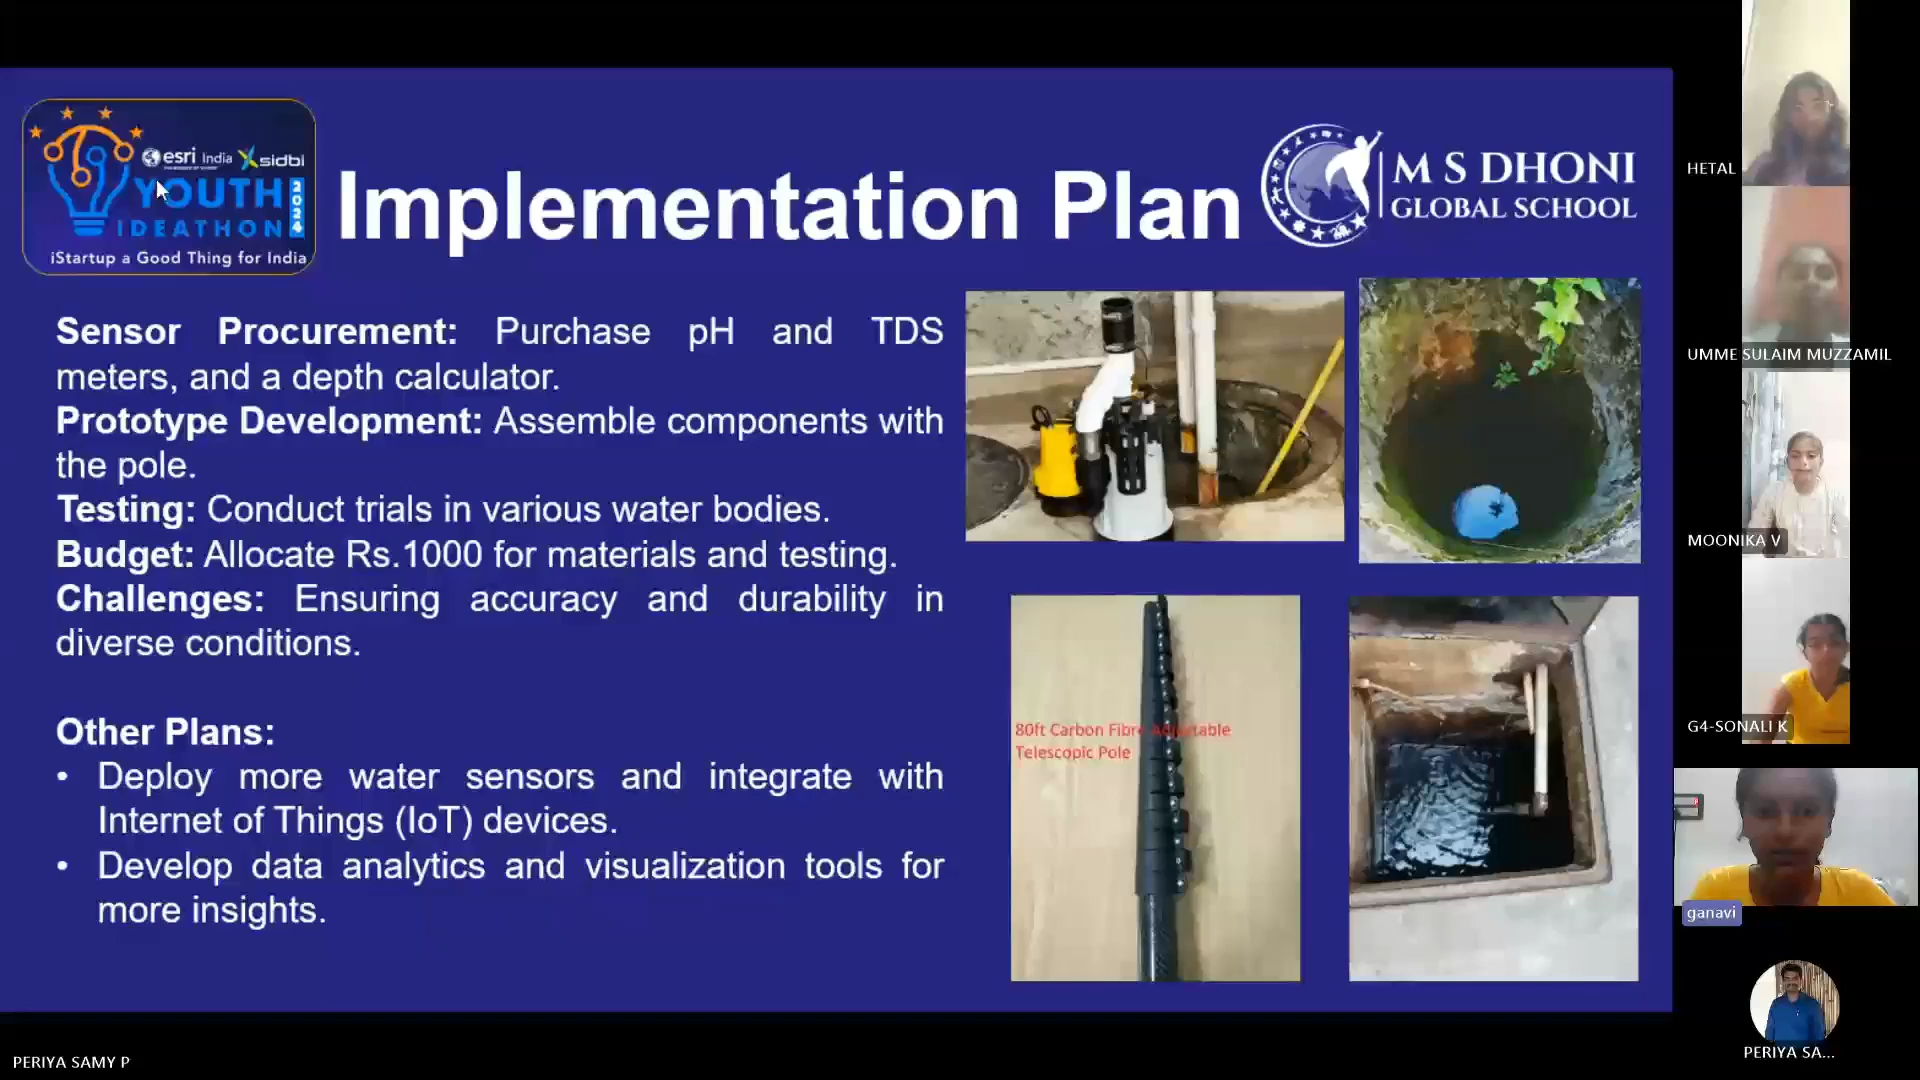 esri India sidbi
YOUTH
IDEATHON
2024
iStartup a Good Thing for India
Implementation Plan
M S DHONI
GLOBAL SCHOOL
Sensor Procurement: Purchase pH and TDS
meters, and a depth calculator.
Prototype Development: Assemble components with
the pole.
Testing: Conduct trials in various water bodies.
Budget: Allocate Rs.1000 for materials and testing.
Challenges: Ensuring accuracy and durability in
diverse conditions.
Other Plans:
• Deploy more water sensors and integrate with
Internet of Things (IoT) devices.
• Develop data analytics and visualization tools for
more insights.
80ft Carbon Fibre Adjustable
Telescopic Pole
HETAL
UMME SULAIM MUZZAMIL
MOONIKA V
G4-SONALI K
ganavi
PERIYA SA...
PERIYA SAMY P